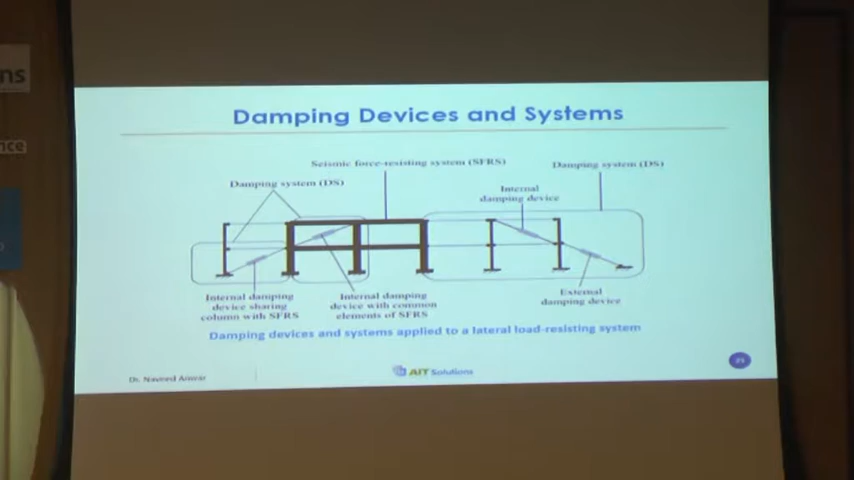 ns
nce
Damping Devices and Systems
Seismic force-resisting system (SFRS)
Damping system (DS)
Damping system (DS)
Internal
damping device
Internal damping
device sharing
column with SFRS
Internal damping
device with common
elements of SFRS
External
damping device
Damping devices and systems applied to a lateral load-resisting system
Dr. Naveed Anwar
AIT Solutions